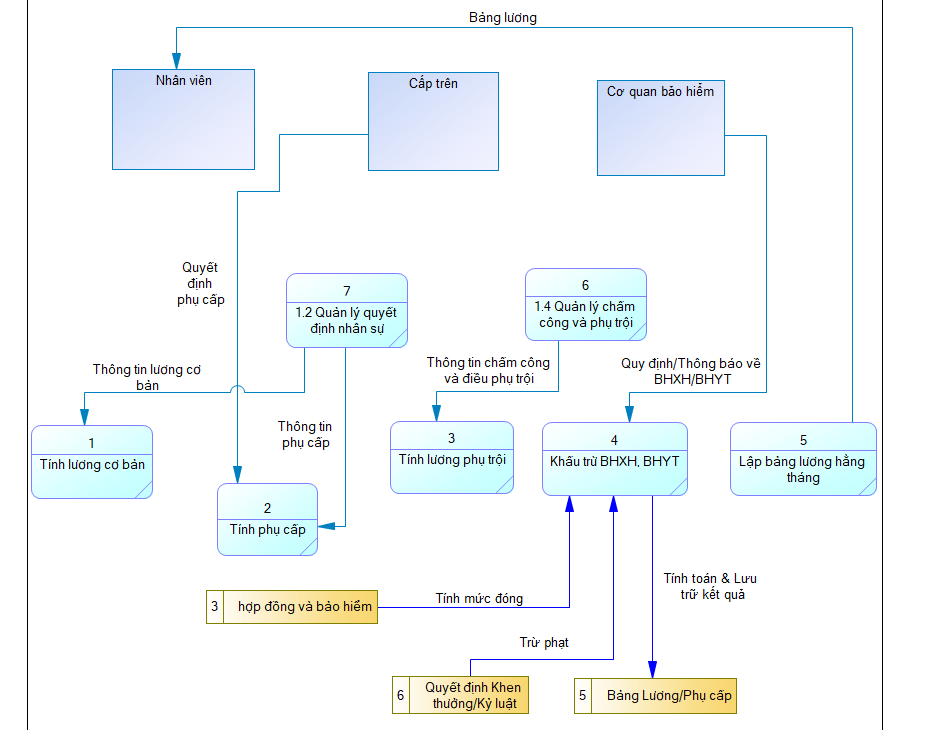 Bảng lương
Nhân viên
Cấp trên
Cơ quan bảo hiểm
Quyết
định
phụ cấp
7
1.2 Quản lý quyết
định nhân sự
6
1.4 Quản lý chấm
công và phụ trội
Thông tin lương cơ
bản
Thông tin chấm công
và điều phụ trội
Quy định/Thông báo về
BHXH/BHYT
Thông tin
phụ cấp
1
Tính lương cơ bản
3
Tính lương phụ trội
4
Khấu trừ BHXH, BHYT
5
Lập bảng lương hằng
tháng
2
Tính phụ cấp
3
hợp đồng và bảo hiểm
Tính mức đóng
Tính toán & Lưu
trữ kết quả
Trừ phạt
6
Quyết định Khen
thưởng/Kỷ luật
5
Bảng Lương/Phụ cấp